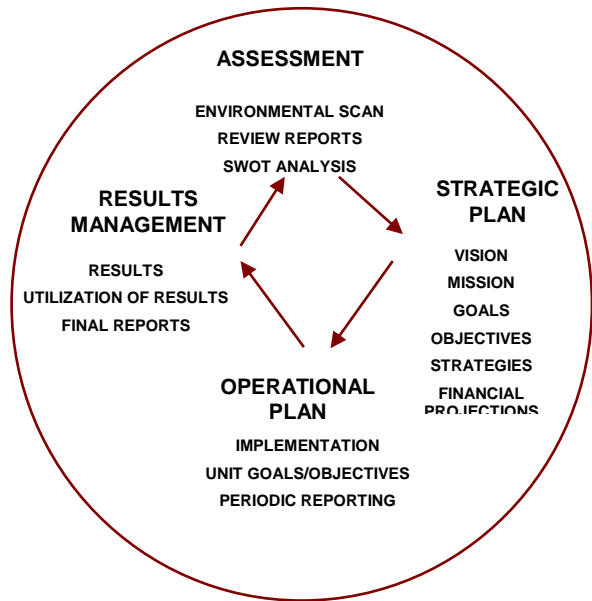 ASSESSMENT
ENVIRONMENTAL SCAN
REVIEW REPORTS
SWOT ANALYSIS
STRATEGIC
PLAN
VISION
MISSION
GOALS
OBJECTIVES
STRATEGIES
FINANCIAL
PROJECTIONS
OPERATIONAL
PLAN
IMPLEMENTATION
UNIT GOALS/OBJECTIVES
PERIODIC REPORTING
RESULTS
MANAGEMENT
RESULTS
UTILIZATION OF RESULTS
FINAL REPORTS